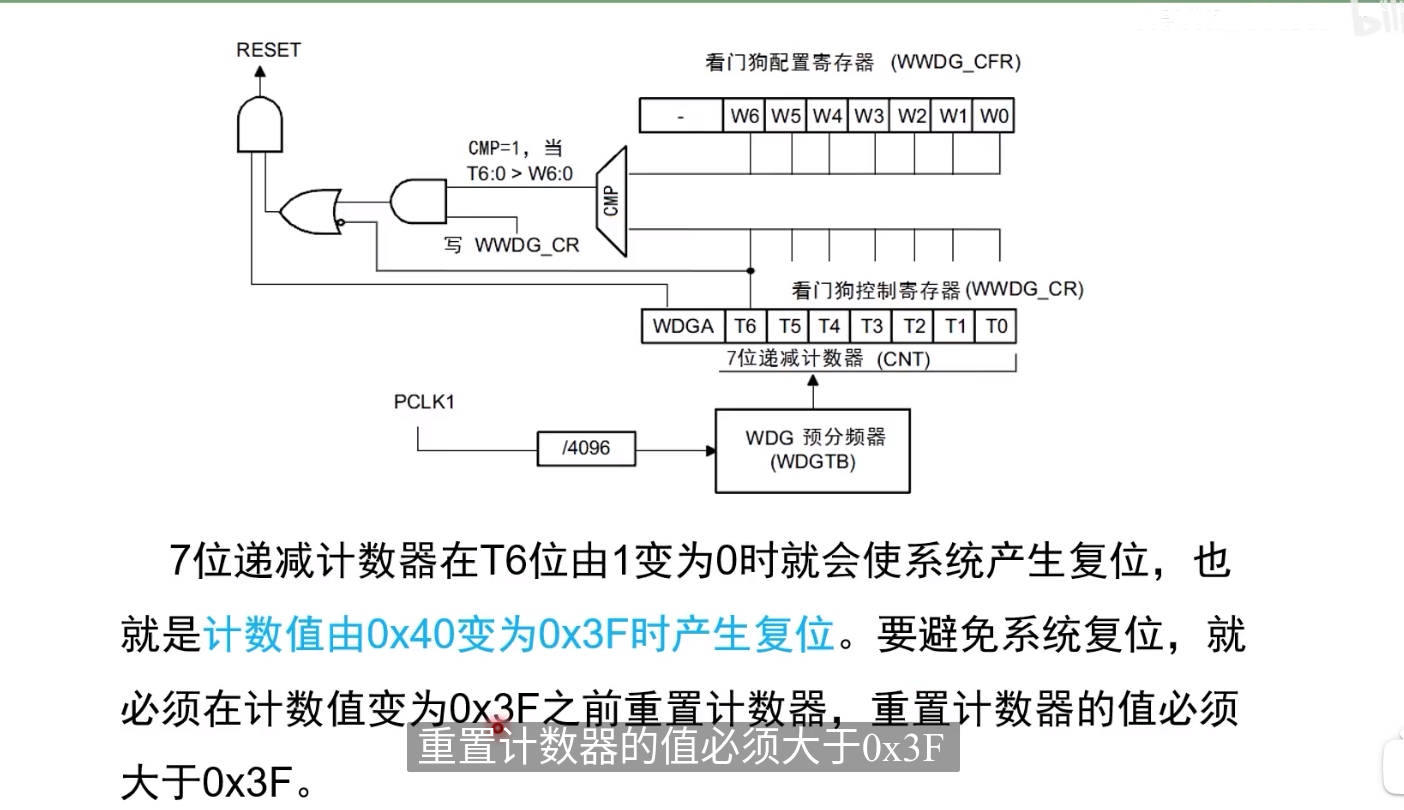 RESET
看门狗配置寄存器 (WWDG_CFR)
- W6 W5 W4 W3 W2 W1 W0
CMP=1，当
T6:0 > W6:0
CMP
写 WWDG_CR
看门狗控制寄存器(WWDG_CR)
WDGA T6 T5 T4 T3 T2 T1 T0
7位递减计数器 (CNT)
PCLK1
/4096
WDG 预分频器
(WDGTB)
7位递减计数器在T6位由1变为0时就会使系统产生复位，也
就是计数值由0x40变为0x3F时产生复位。要避免系统复位，就
必须在计数值变为0x3F之前重置计数器，重置计数器的值必须
重置计数器的值必须大于0x3F
大于0x3F。